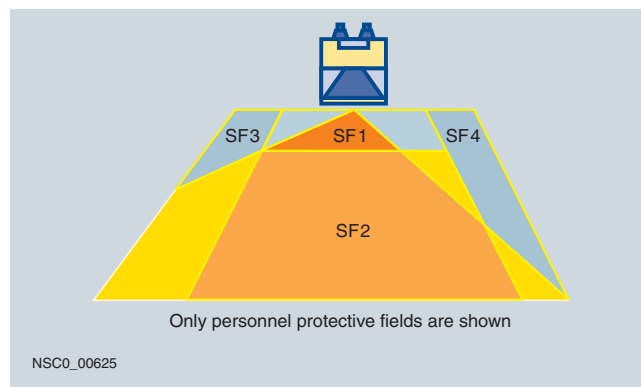 SF3
SF1
SF4
SF2
Only personnel protective fields are shown
NSC0_00625